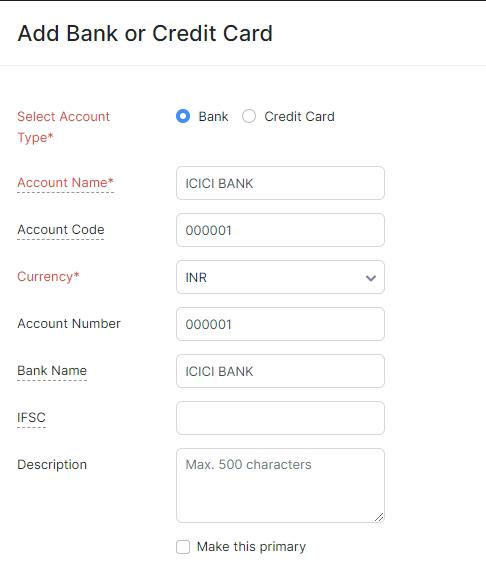 Add Bank or Credit Card
Select Account Bank Credit Card
Type*
Account Name* ICICI BANK
Account Code 000001
Currency* INR
Account Number 000001
Bank Name ICICI BANK
IFSC
Description Max. 500 characters
Make this primary